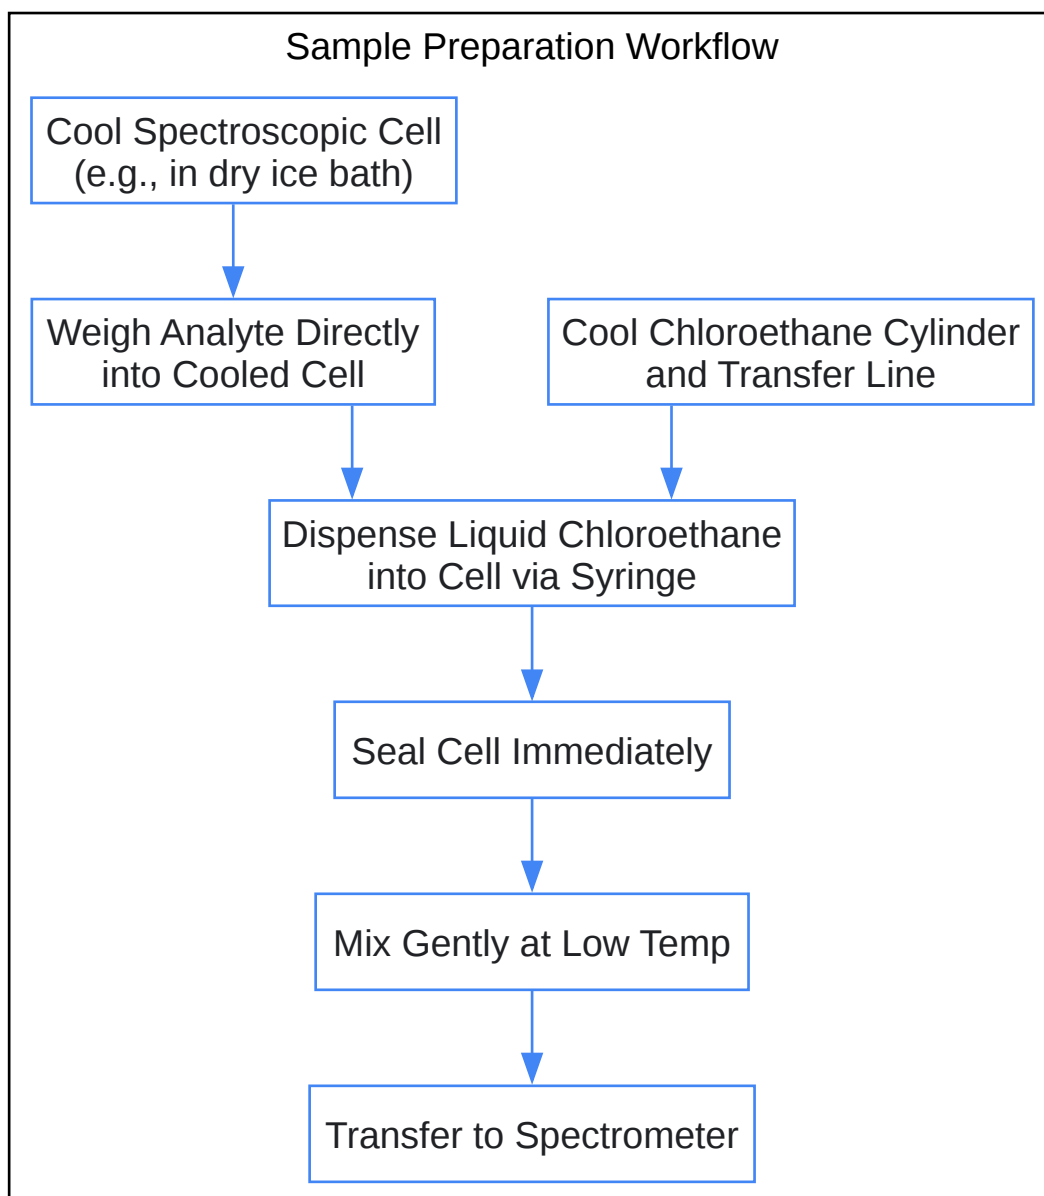 Sample Preparation Workflow
Cool Spectroscopic Cell
(e.g., in dry ice bath)
Weigh Analyte Directly
into Cooled Cell
Cool Chloroethane Cylinder
and Transfer Line
Dispense Liquid Chloroethane
into Cell via Syringe
Seal Cell Immediately
Mix Gently at Low Temp
Transfer to Spectrometer